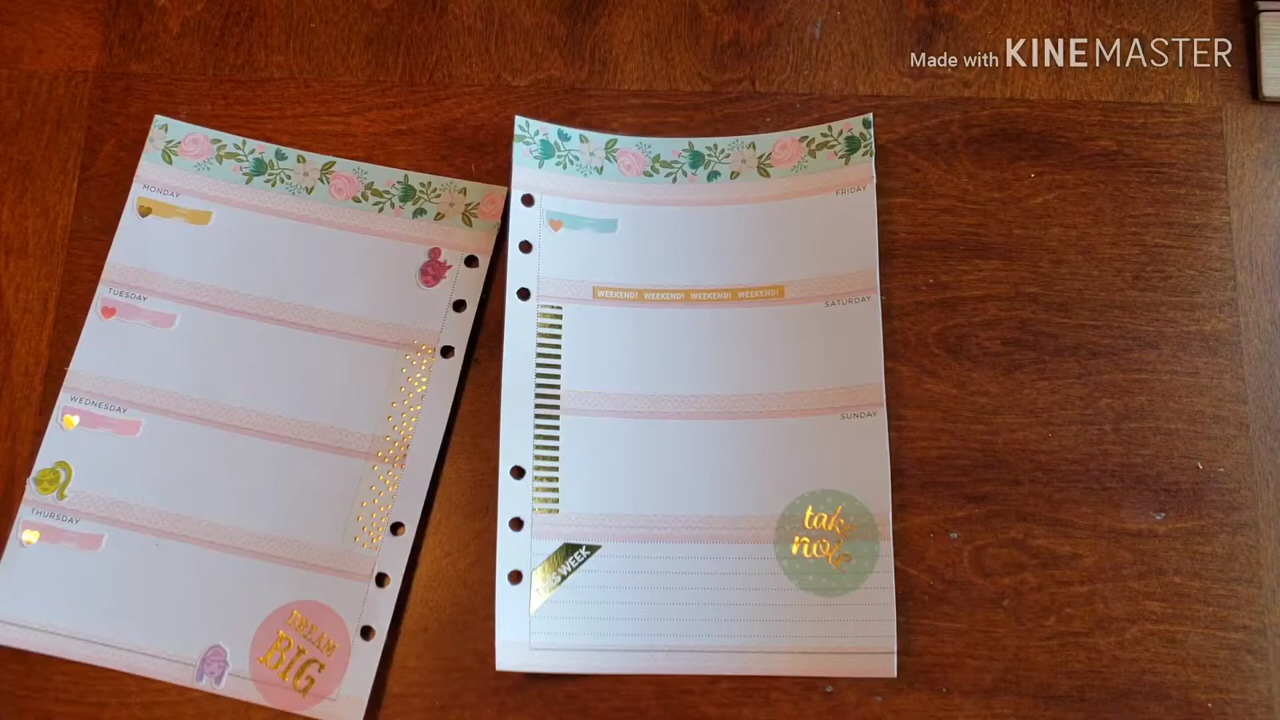 Made with KINEMASTER
MONDAY
TUESDAY
WEDNESDAY
THURSDAY
DREAM
BIG
FRIDAY
WEEKEND! WEEKEND! WEEKEND! WEEKEND!
SATURDAY
SUNDAY
take
note
THIS WEEK